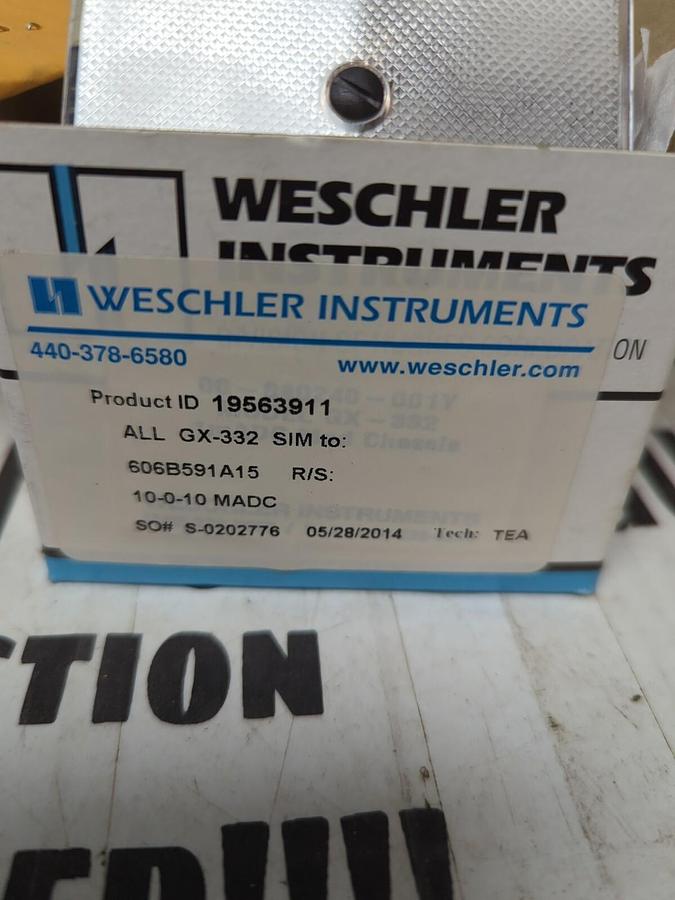 WESCHLER
INSTRUMENTS
ON
WESCHLER INSTRUMENTS
440-378-6580
www.weschler.com
Product ID 19563911
ALL GX-332 SIM to:
606B591A15 R/S:
10-0-10 MADC
SO# S-0202776 05/28/2014 Tech: TEA
TION